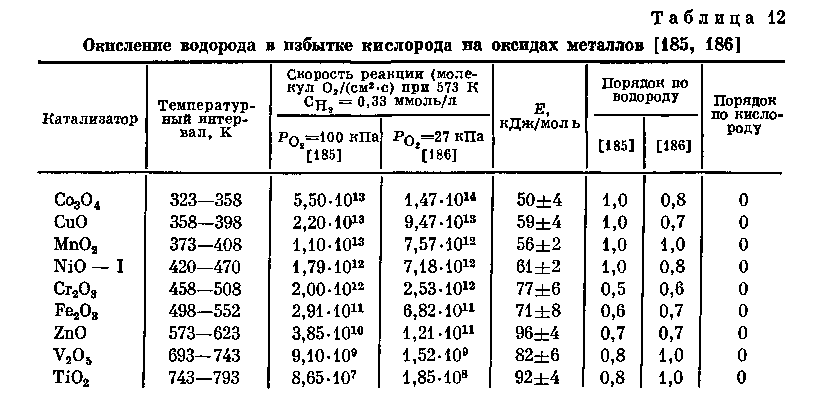 Таблица 12
Окисление водорода в избытке кислорода на оксидах металлов [185, 186]
Катализатор | Температурный интервал, К | Скорость реакции (молекул O₂/(см²·с) при 573 К C_H₂ = 0,33 ммоль/л | E, кДж/моль | Порядок по водороду | Порядок по кислороду
P_O₂=100 кПа [185] | P_O₂=27 кПа [186] | [185] | [186]
Co₃O₄ 323—358 5,50·10¹³ 1,47·10¹⁴ 50±4 1,0 0,8 0
CuO 358—398 2,20·10¹³ 9,47·10¹³ 59±4 1,0 0,7 0
MnO₂ 373—408 1,10·10¹³ 7,57·10¹² 56±2 1,0 1,0 0
NiO — I 420—470 1,79·10¹² 7,18·10¹² 61±2 1,0 0,8 0
Cr₂O₃ 458—508 2,00·10¹² 2,53·10¹² 77±6 0,5 0,6 0
Fe₂O₃ 498—552 2,91·10¹¹ 6,82·10¹¹ 71±8 0,6 0,7 0
ZnO 573—623 3,85·10¹⁰ 1,21·10¹¹ 96±4 0,7 0,7 0
V₂O₅ 693—743 9,10·10⁹ 1,52·10⁹ 82±6 0,8 1,0 0
TiO₂ 743—793 8,65·10⁷ 1,85·10⁸ 92±4 0,8 1,0 0